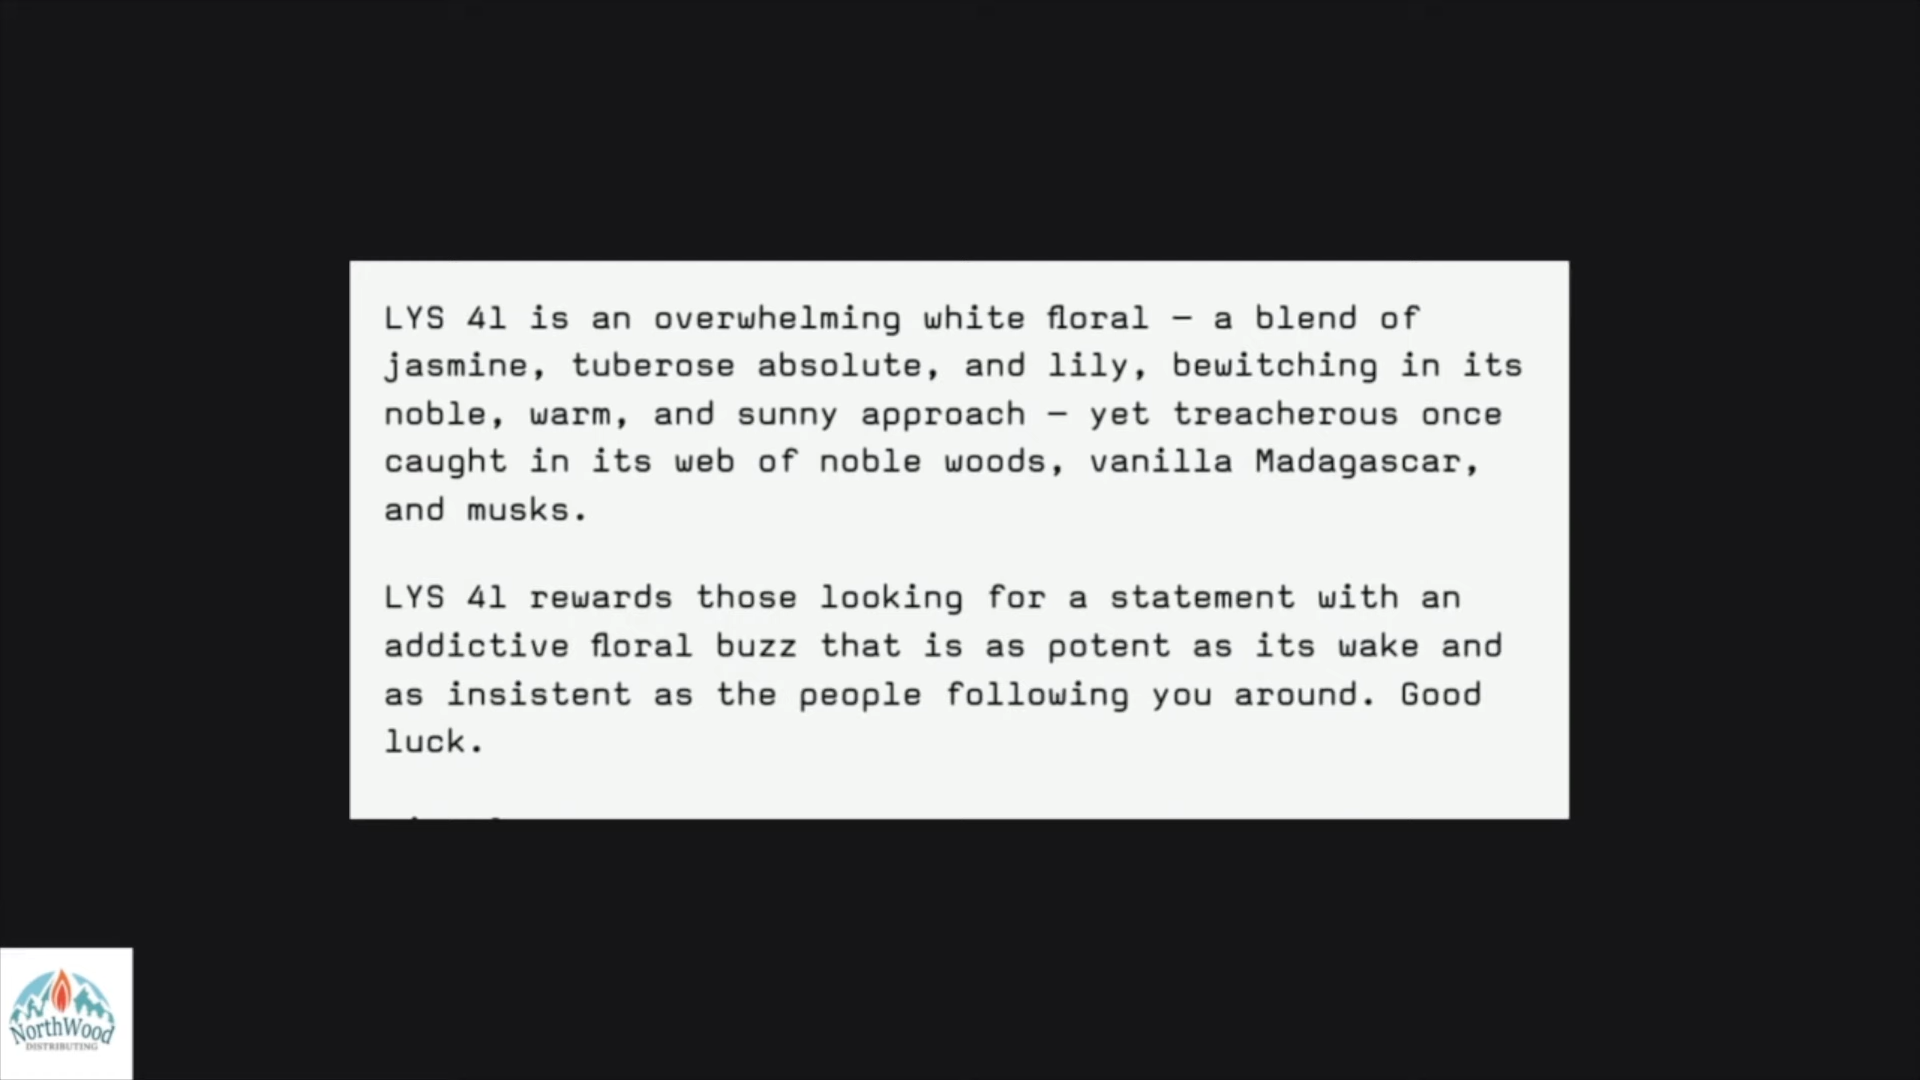 LYS 41 is an overwhelming white floral – a blend of
jasmine, tuberose absolute, and lily, bewitching in its
noble, warm, and sunny approach – yet treacherous once
caught in its web of noble woods, vanilla Madagascar,
and musks.
LYS 41 rewards those looking for a statement with an
addictive floral buzz that is as potent as its wake and
as insistent as the people following you around. Good
luck.
NorthWood
DISTRIBUTING